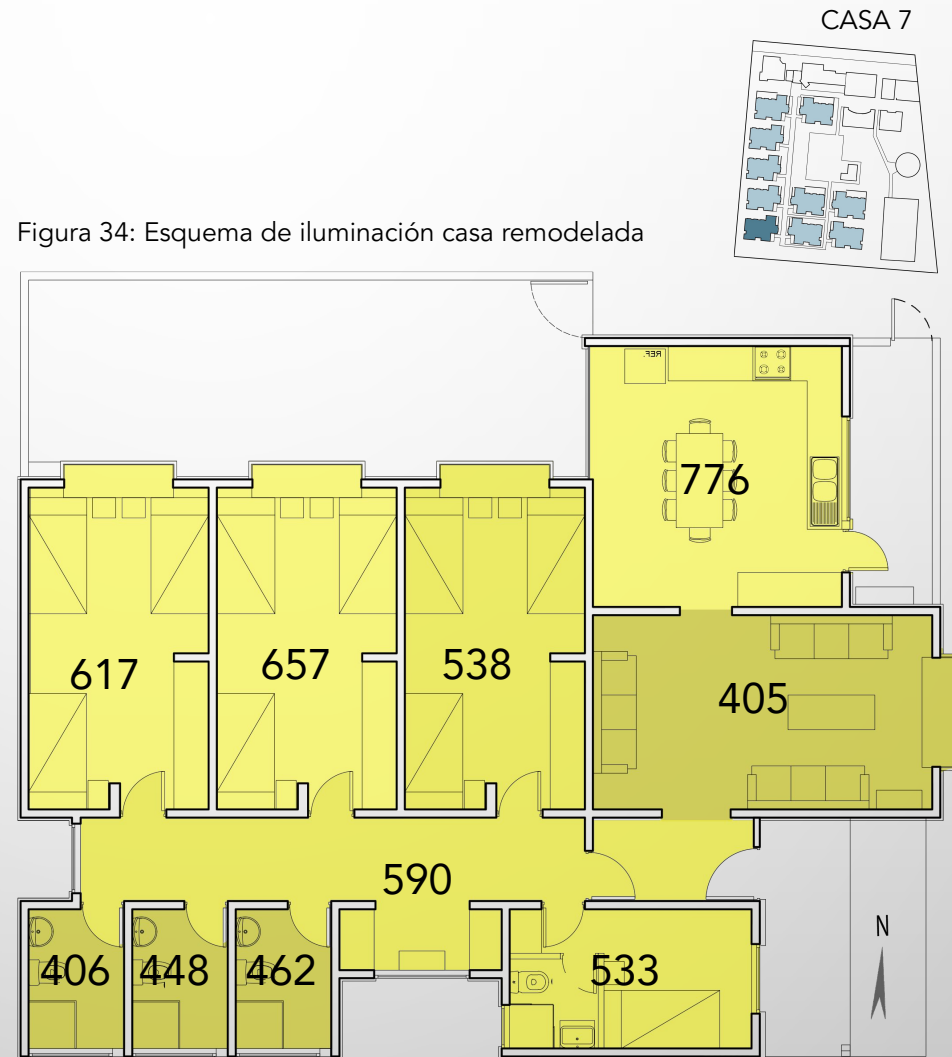 CASA 7
Figura 34: Esquema de iluminación casa remodelada
REF.
776
617
657
538
405
590
406
448
462
533
N